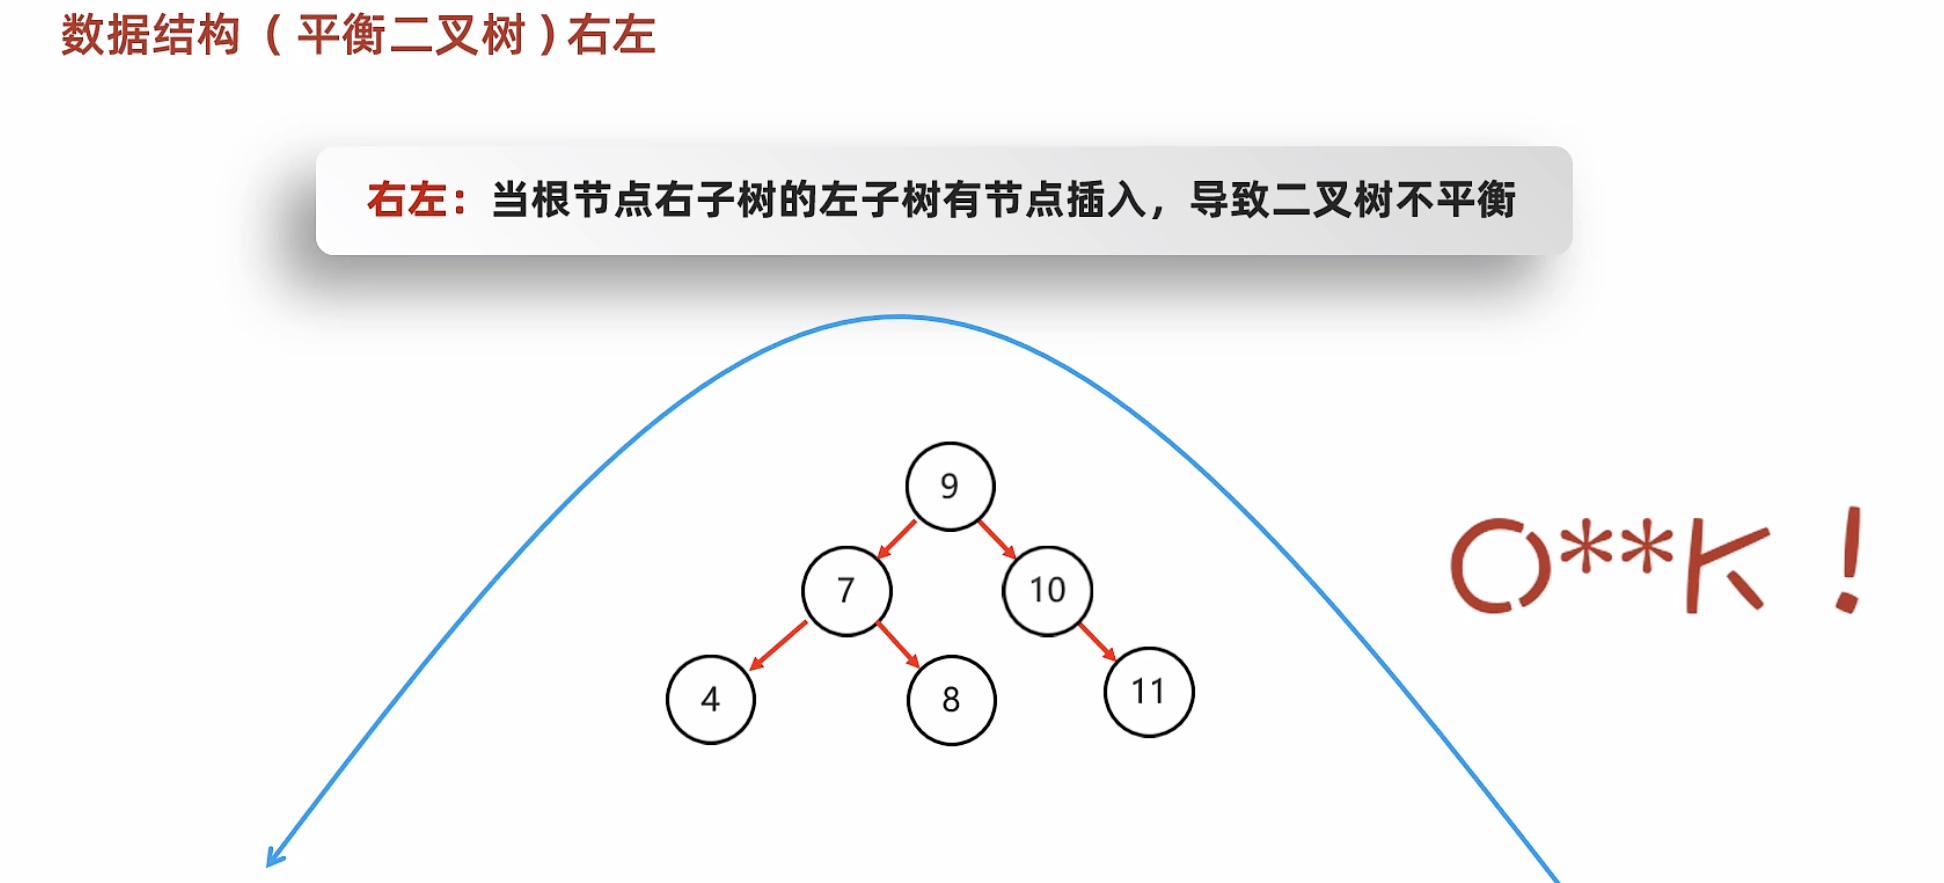 数据结构（平衡二叉树）右左
右左：当根节点右子树的左子树有节点插入，导致二叉树不平衡
9
7 10
4 8 11
O**K！